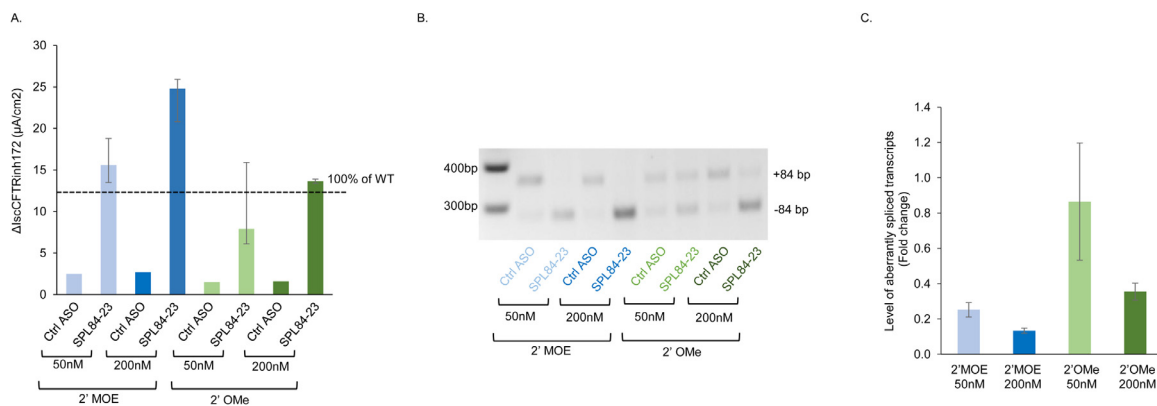 A.
ΔIscCFTRinh172 (µA/cm2)
30
25
20
15
10
5
0
100% of WT
Ctrl ASO
SPL84-23
Ctrl ASO
SPL84-23
Ctrl ASO
SPL84-23
Ctrl ASO
SPL84-23
50nM
200nM
50nM
200nM
2' MOE
2' OMe
B.
400bp
300bp
+84 bp
-84 bp
Ctrl ASO
SPL84-23
Ctrl ASO
SPL84-23
Ctrl ASO
SPL84-23
Ctrl ASO
SPL84-23
50nM
200nM
50nM
200nM
2' MOE
2' OMe
C.
Level of aberrantly spliced transcripts
(Fold change)
1.4
1.2
1.0
0.8
0.6
0.4
0.2
0.0
2'MOE
50nM
2'MOE
200nM
2'OMe
50nM
2'OMe
200nM